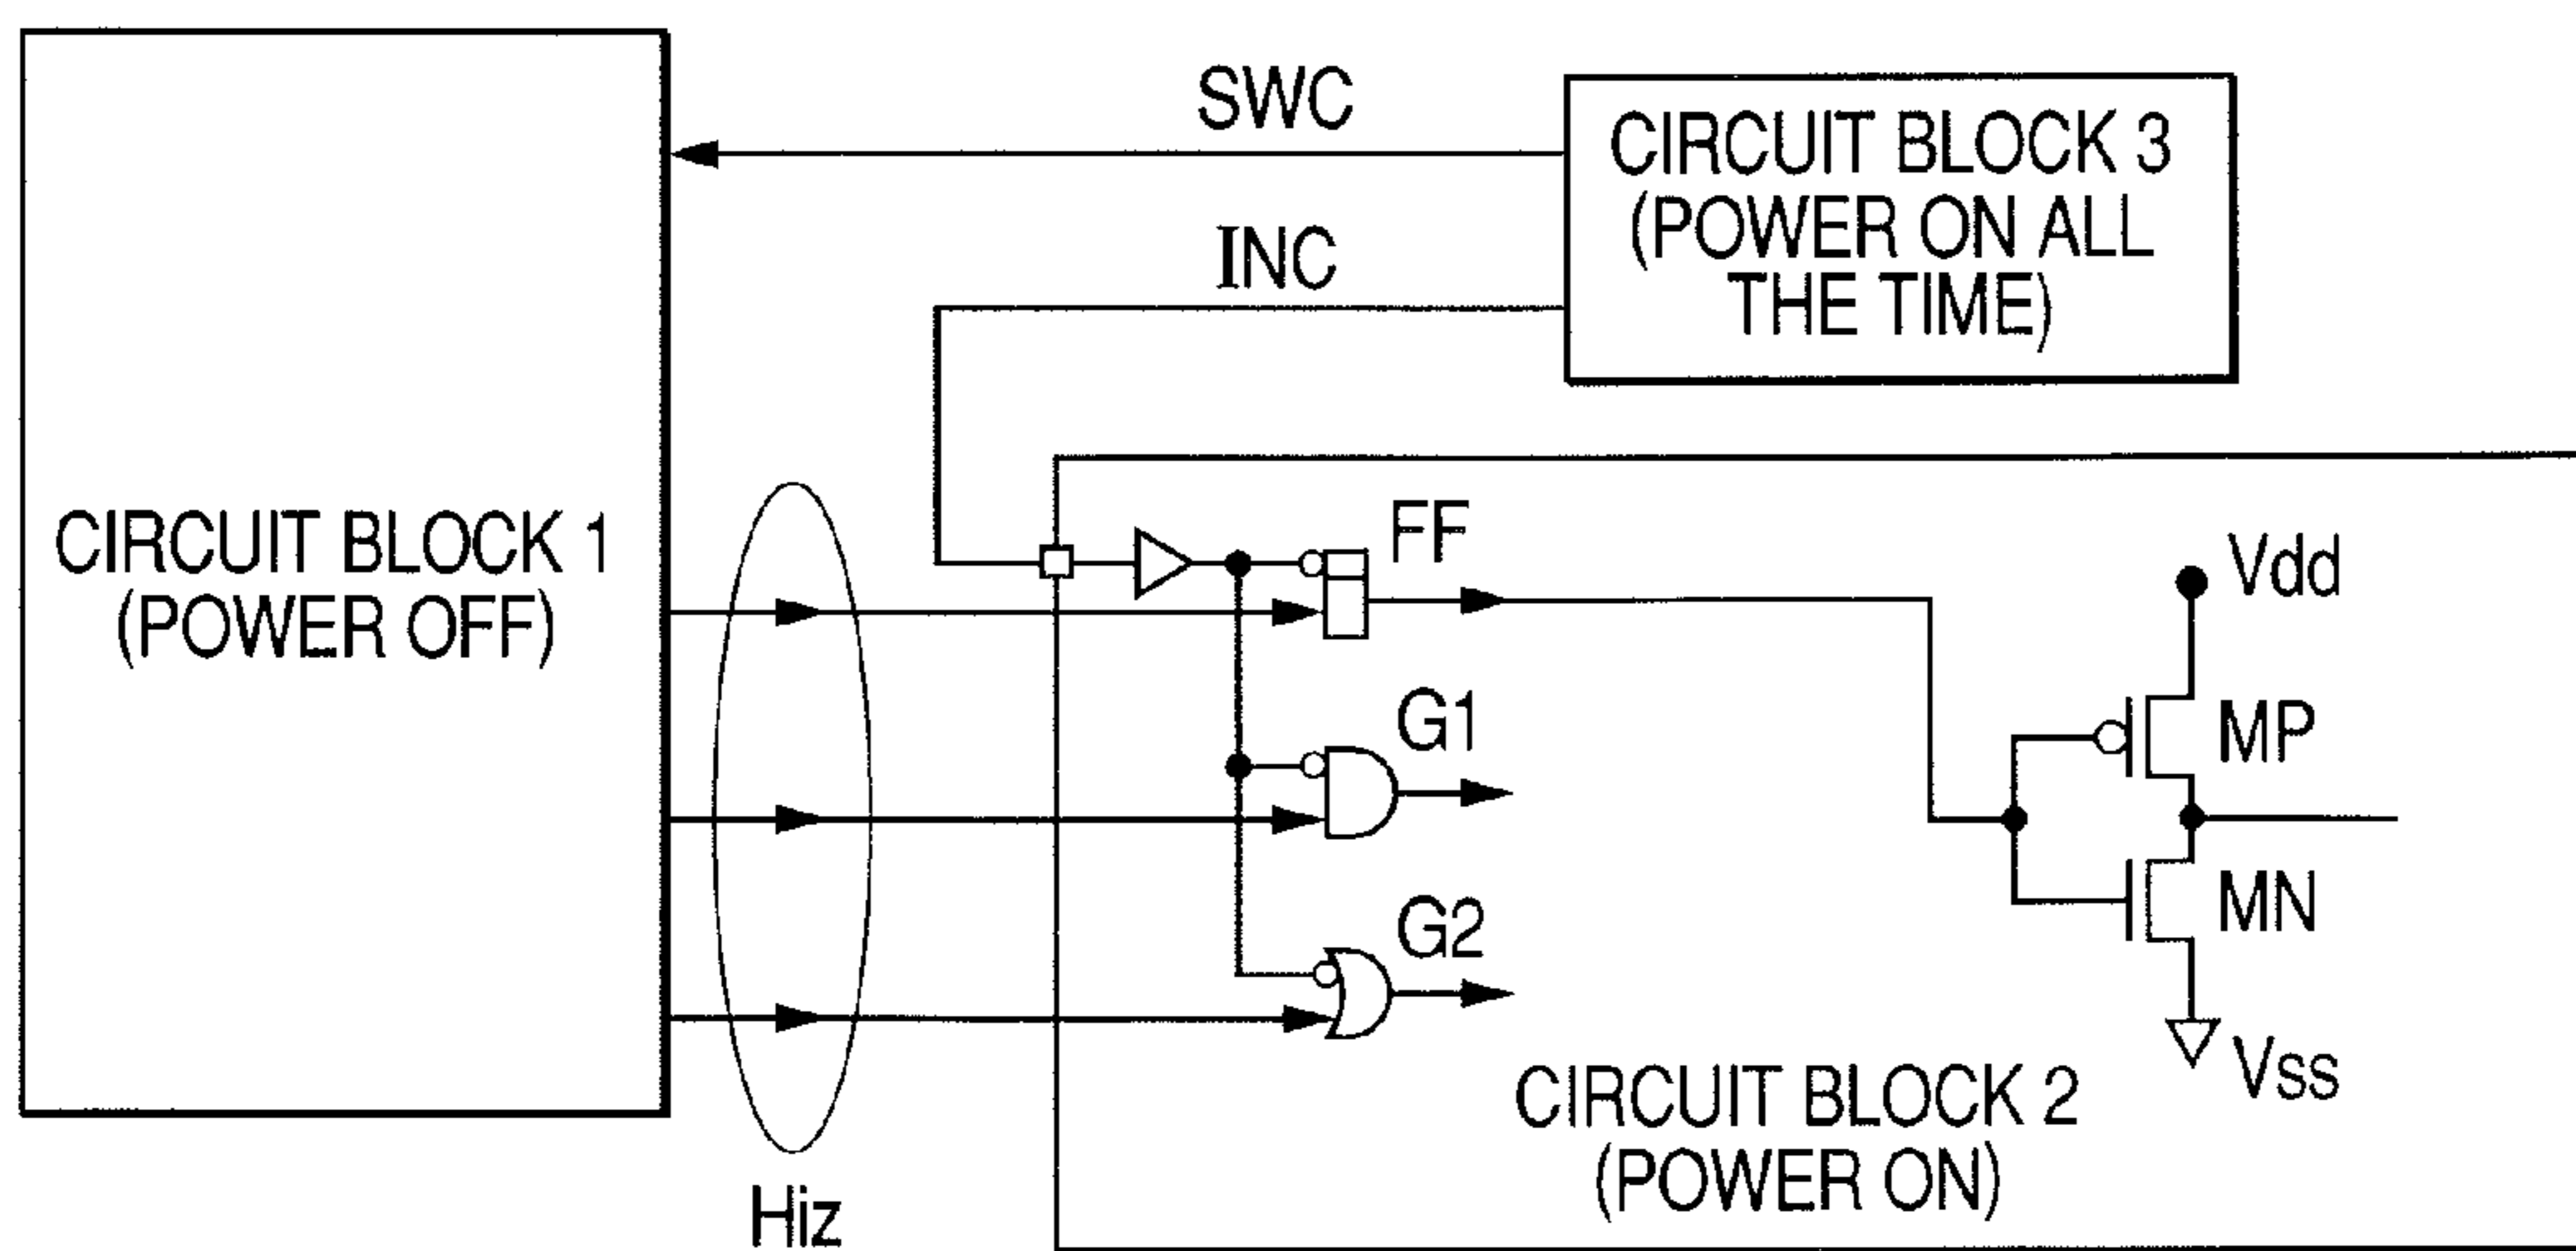 SWC
CIRCUIT BLOCK 3
(POWER ON ALL
THE TIME)
INC
CIRCUIT BLOCK 1
(POWER OFF)
FF
Vdd
G1
MP
G2
MN
Vss
CIRCUIT BLOCK 2
(POWER ON)
Hiz